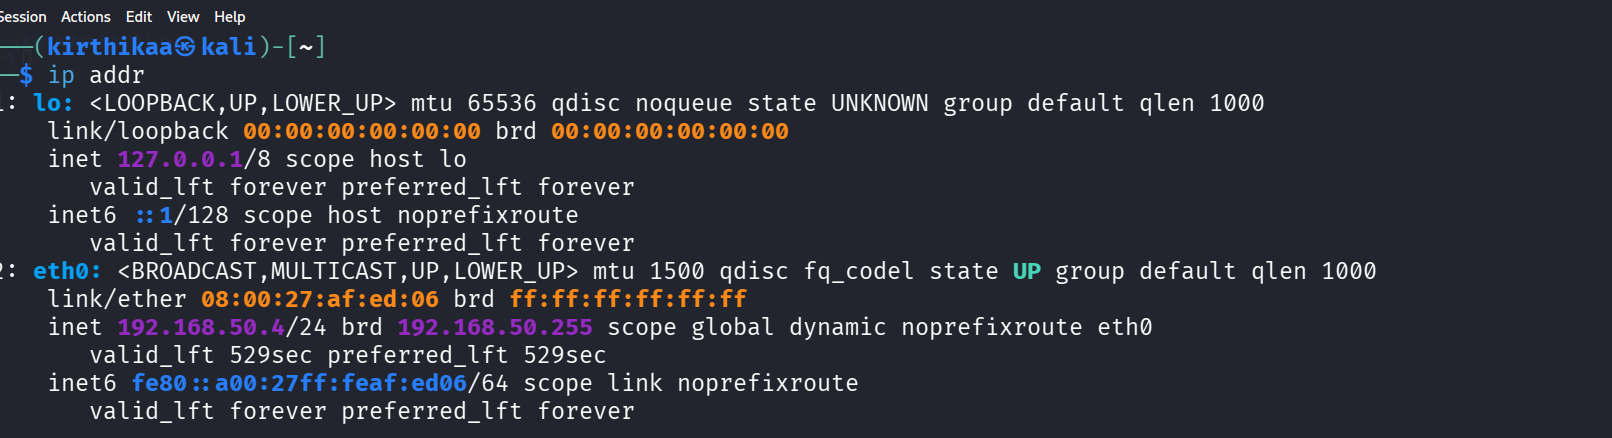 Session Actions Edit View Help
──(kirthikaa㉿kali)-[~]
─$ ip addr
1: lo: <LOOPBACK,UP,LOWER_UP> mtu 65536 qdisc noqueue state UNKNOWN group default qlen 1000
link/loopback 00:00:00:00:00:00 brd 00:00:00:00:00:00
inet 127.0.0.1/8 scope host lo
valid_lft forever preferred_lft forever
inet6 ::1/128 scope host noprefixroute
valid_lft forever preferred_lft forever
2: eth0: <BROADCAST,MULTICAST,UP,LOWER_UP> mtu 1500 qdisc fq_codel state UP group default qlen 1000
link/ether 08:00:27:af:ed:06 brd ff:ff:ff:ff:ff:ff
inet 192.168.50.4/24 brd 192.168.50.255 scope global dynamic noprefixroute eth0
valid_lft 529sec preferred_lft 529sec
inet6 fe80::a00:27ff:feaf:ed06/64 scope link noprefixroute
valid_lft forever preferred_lft forever